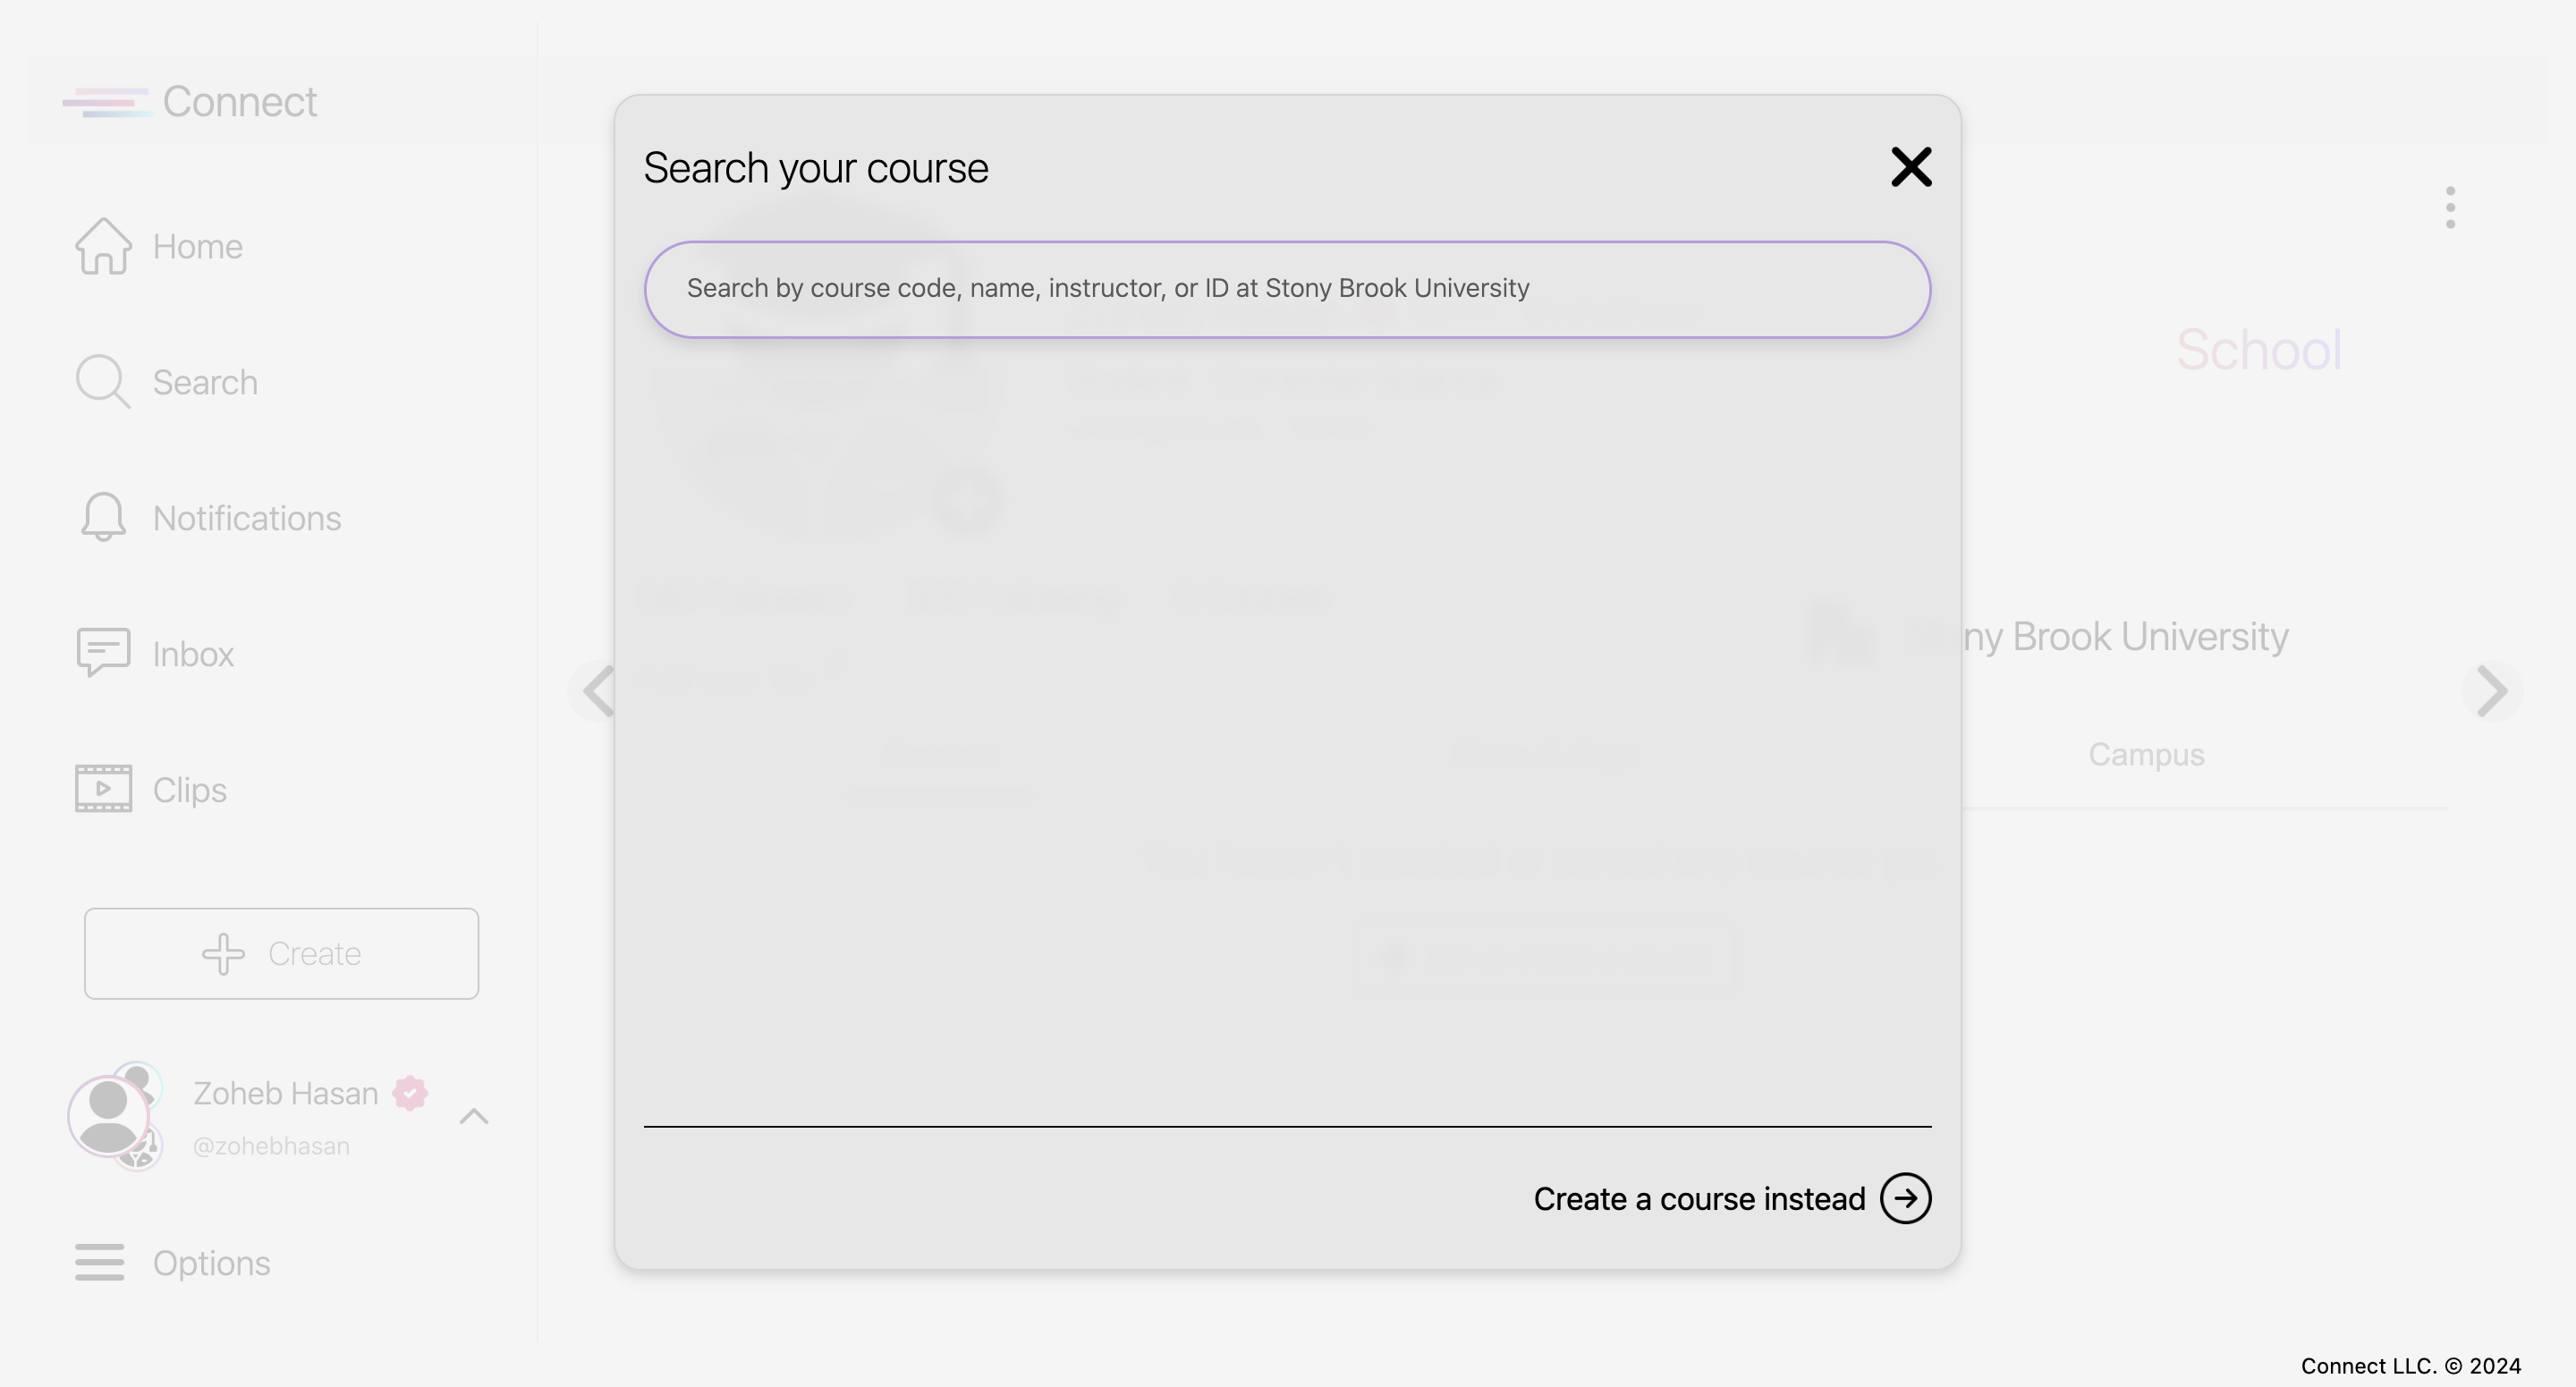 Connect
Home
Search
Notifications
Inbox
Clips
Create
Zoheb Hasan
@zohebhasan
Options
Search your course
Search by course code, name, instructor, or ID at Stony Brook University
Create a course instead
School
ny Brook University
Campus
Connect LLC. © 2024